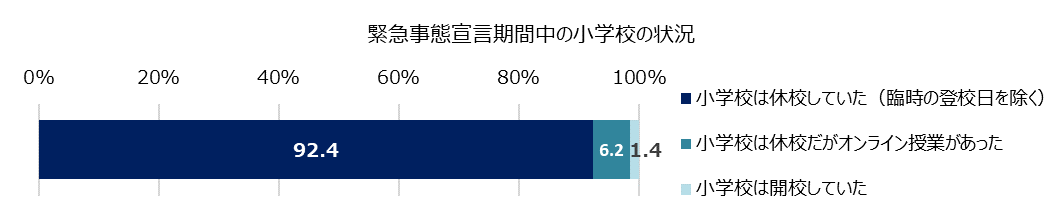 緊急事態宣言期間中の小学校の状況
0% 20% 40% 60% 80% 100%
92.4 6.2 1.4
小学校は休校していた（臨時の登校日を除く）
小学校は休校だがオンライン授業があった
小学校は開校していた